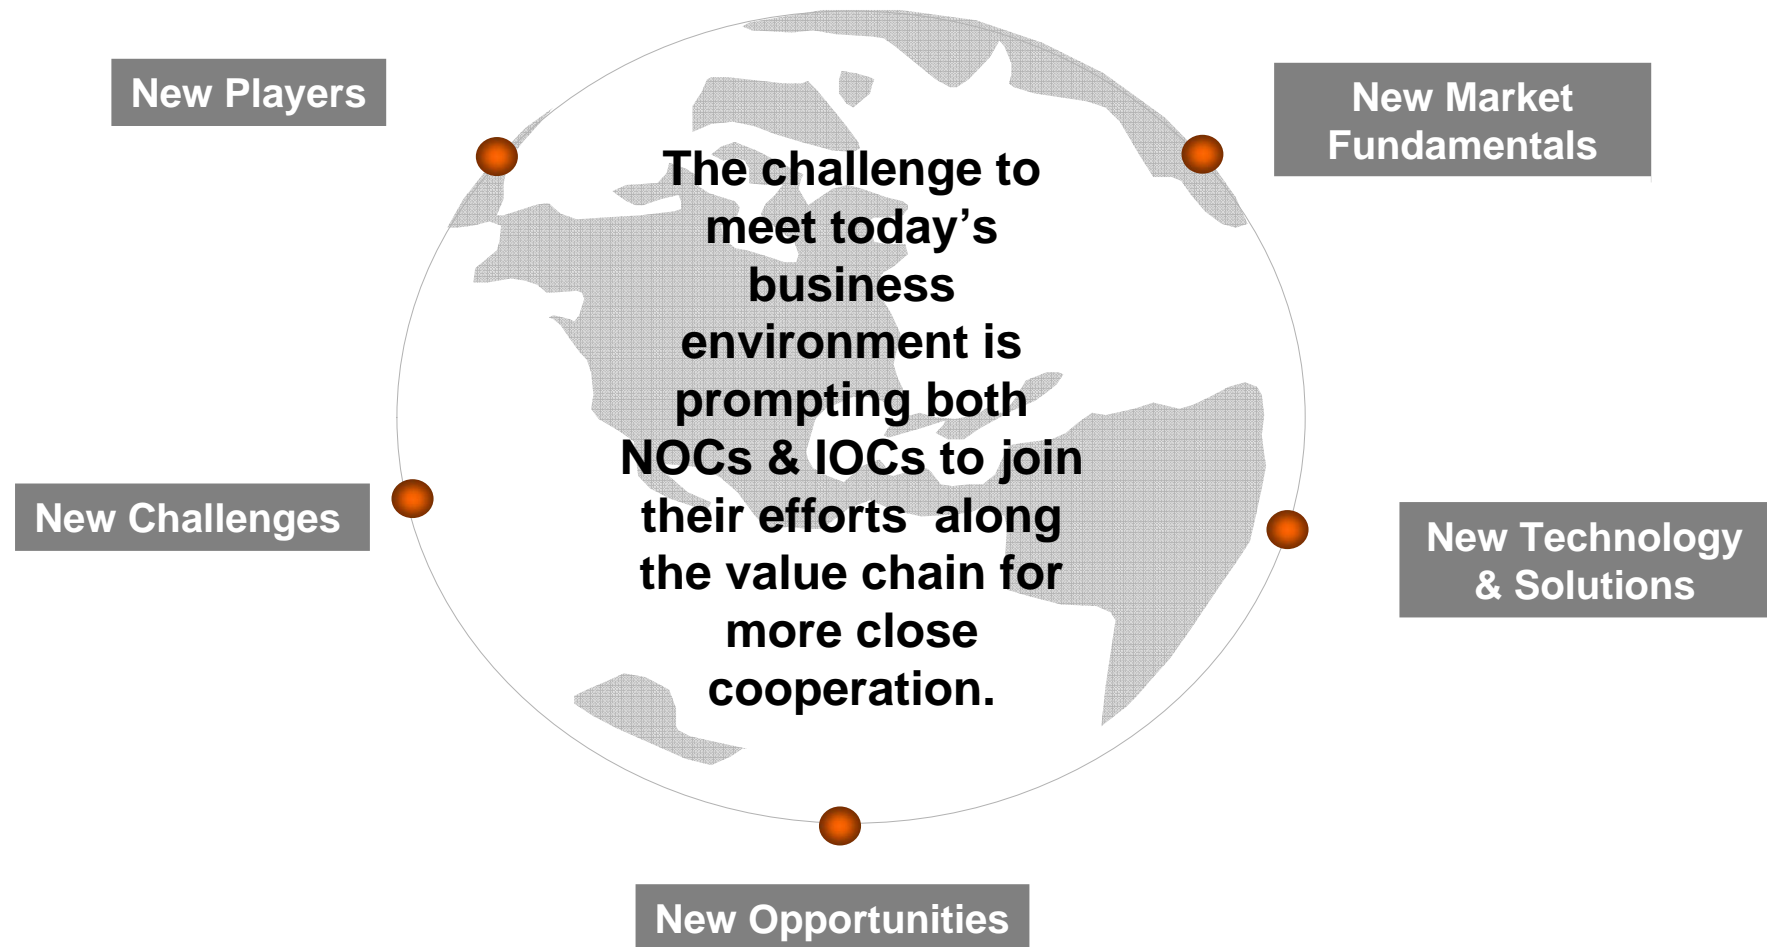 New Players
New Market
Fundamentals
The challenge to
meet today’s
business
environment is
prompting both
NOCs & IOCs to join
their efforts  along
the value chain for
more close
cooperation.
New Challenges
New Technology
& Solutions
New Opportunities